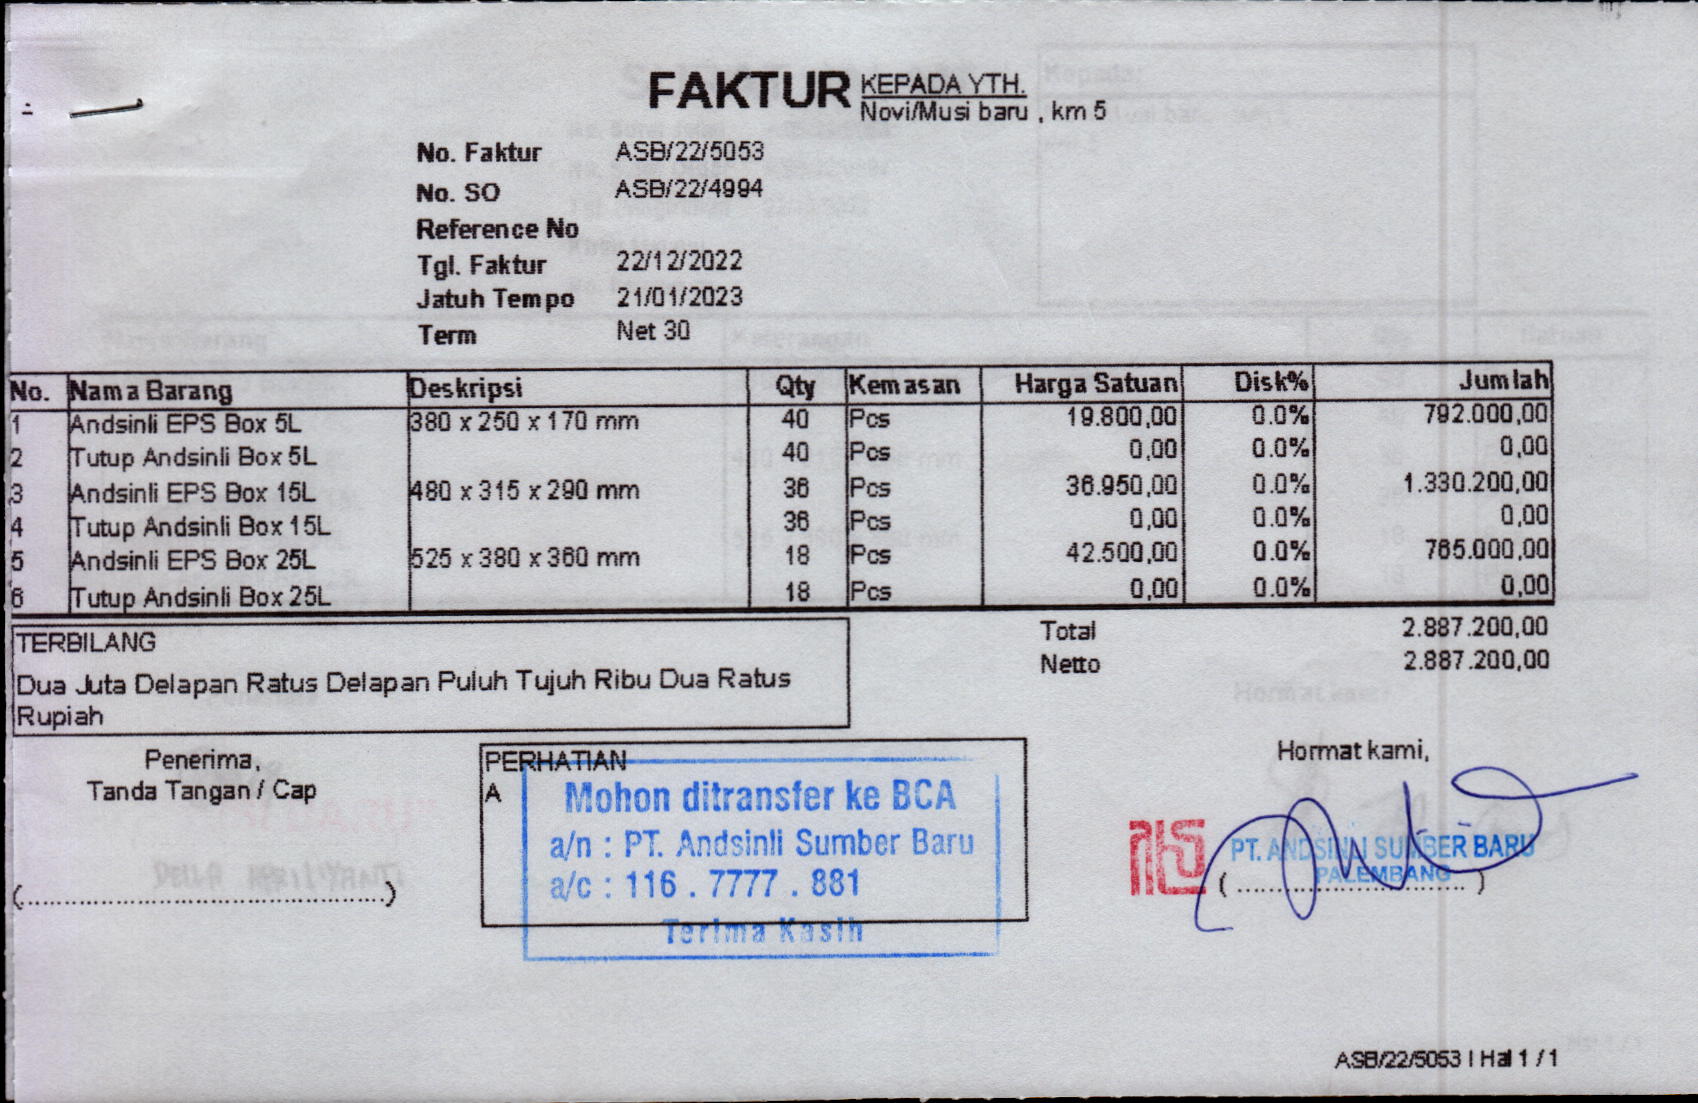 FAKTUR KEPADA YTH.
Novi/Musi baru , km 5
No. Faktur ASB/22/5053
No. SO ASB/22/4994
Reference No
Tgl. Faktur 22/12/2022
Jatuh Tempo 21/01/2023
Term Net 30
No. Nama Barang Deskripsi Qty Kemasan Harga Satuan Disk% Jumlah
1 Andsinli EPS Box 5L 380 x 250 x 170 mm 40 Pcs 19.800,00 0.0% 792.000,00
2 Tutup Andsinli Box 5L 40 Pcs 0,00 0.0% 0,00
3 Andsinli EPS Box 15L 480 x 315 x 290 mm 36 Pcs 36.950,00 0.0% 1.330.200,00
4 Tutup Andsinli Box 15L 36 Pcs 0,00 0.0% 0,00
5 Andsinli EPS Box 25L 525 x 380 x 360 mm 18 Pcs 42.500,00 0.0% 765.000,00
6 Tutup Andsinli Box 25L 18 Pcs 0,00 0.0% 0,00
TERBILANG
Dua Juta Delapan Ratus Delapan Puluh Tujuh Ribu Dua Ratus
Rupiah
Total 2.887.200,00
Netto 2.887.200,00
Penerima,
Tanda Tangan / Cap
(......................................................)
PERHATIAN
A
Mohon ditransfer ke BCA
a/n : PT. Andsinli Sumber Baru
a/c : 116 . 7777 . 881
Terima Kasih
Hormat kami,
PT. ANDSINLI SUMBER BARU
PALEMBANG
(..................................)
ASB/22/5053 | Hal 1 / 1